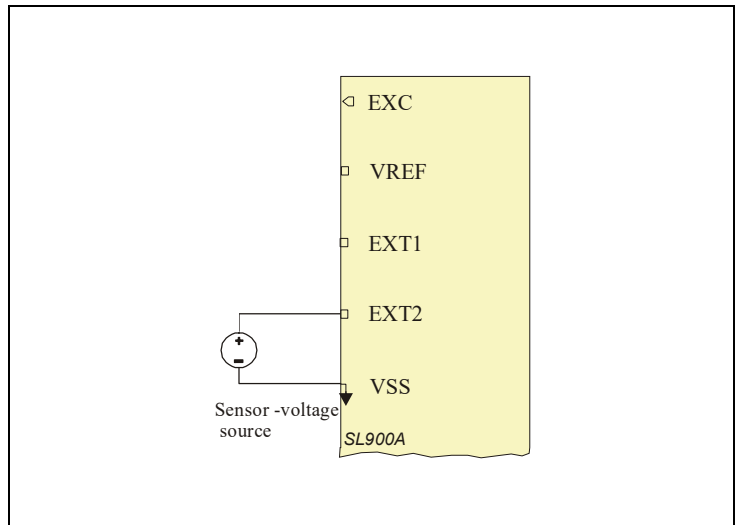 EXC
VREF
EXT1
EXT2
+
-
VSS
Sensor -voltage
source
SL900A